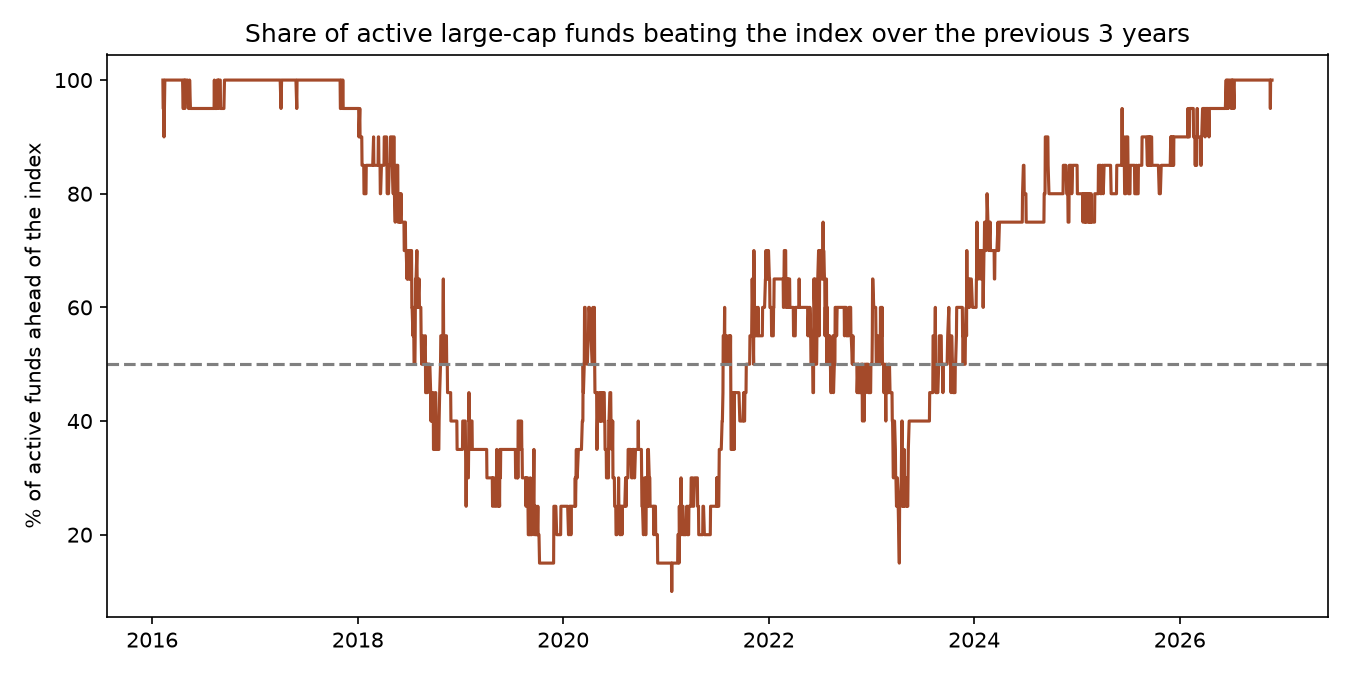 Share of active large-cap funds beating the index over the previous 3 years
% of active funds ahead of the index
100
80
60
40
20
2016 2018 2020 2022 2024 2026